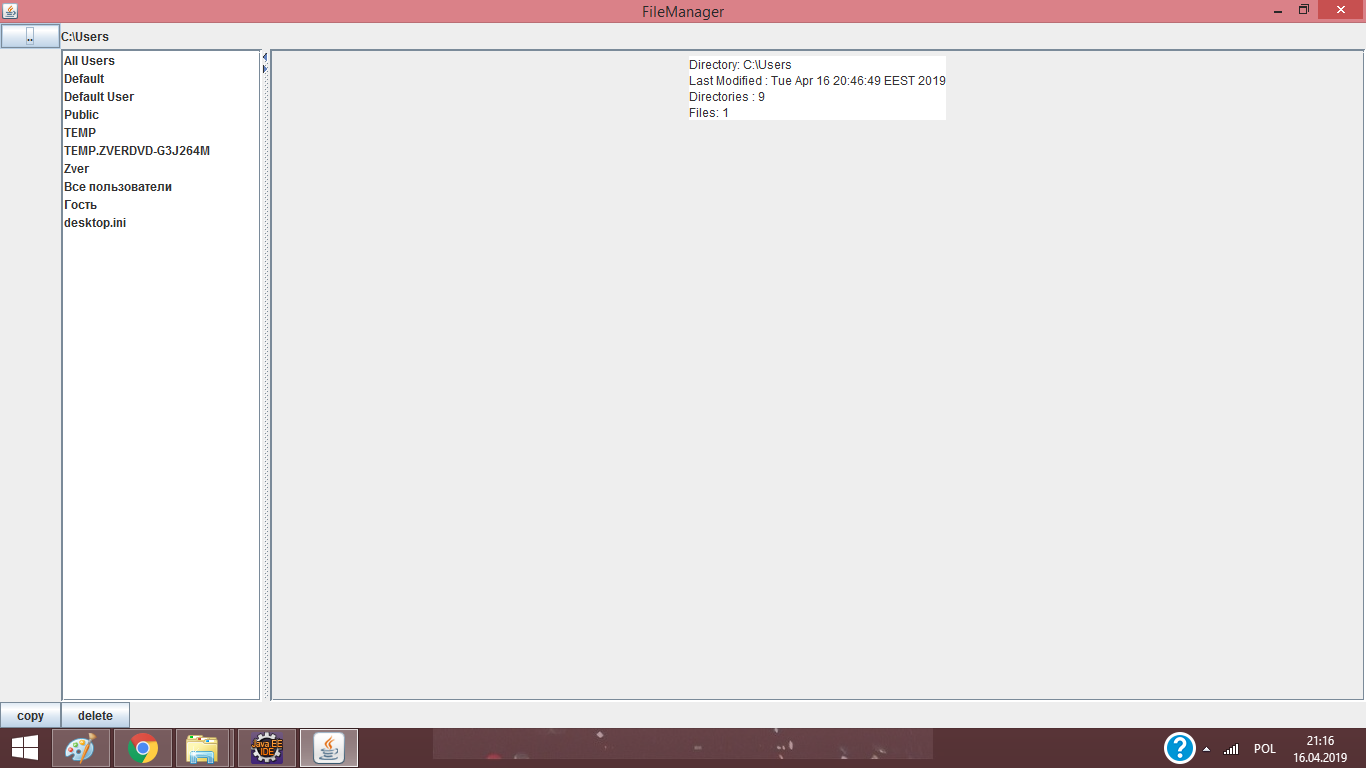 FileManager
..
C:\Users
All Users
Default
Default User
Public
TEMP
TEMP.ZVERDVD-G3J264M
Zver
Все пользователи
Гость
desktop.ini
Directory: C:\Users
Last Modified : Tue Apr 16 20:46:49 EEST 2019
Directories : 9
Files: 1
copy
delete
Java EE
IDE
?
POL
21:16
16.04.2019